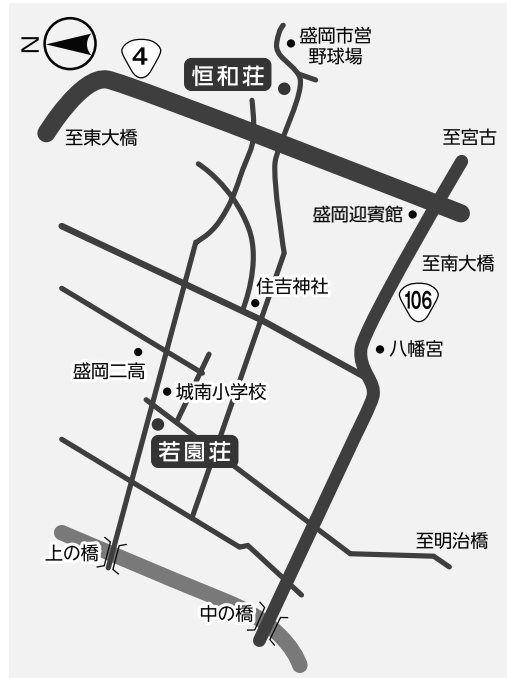 盛岡市営
野球場
N
4
恒和荘
至東大橋
至宮古
盛岡迎賓館
至南大橋
住吉神社
106
八幡宮
盛岡二高
城南小学校
若園荘
至明治橋
上の橋
中の橋